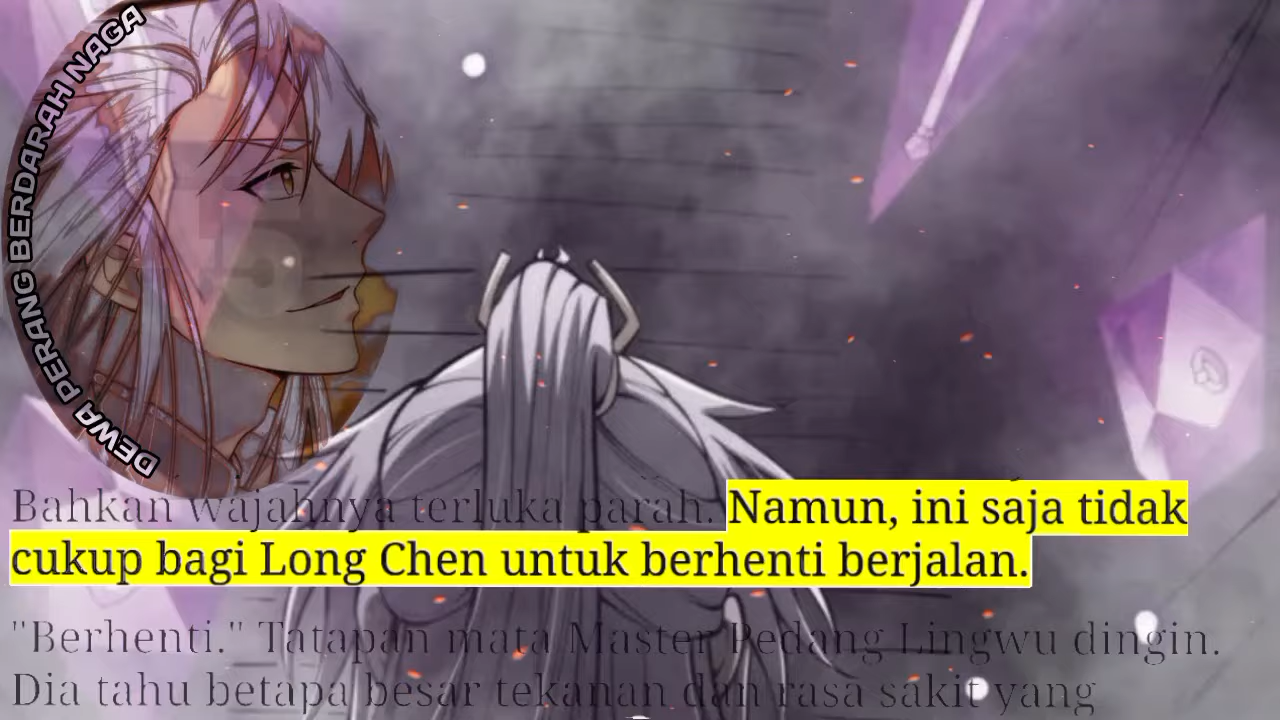 DEWA PERANG BERDARAH NAGA
Bahkan wajahnya terluka parah. Namun, ini saja tidak
cukup bagi Long Chen untuk berhenti berjalan.
"Berhenti." Tatapan mata Master Pedang Lingwu dingin.
Dia tahu betapa besar tekanan dan rasa sakit yang